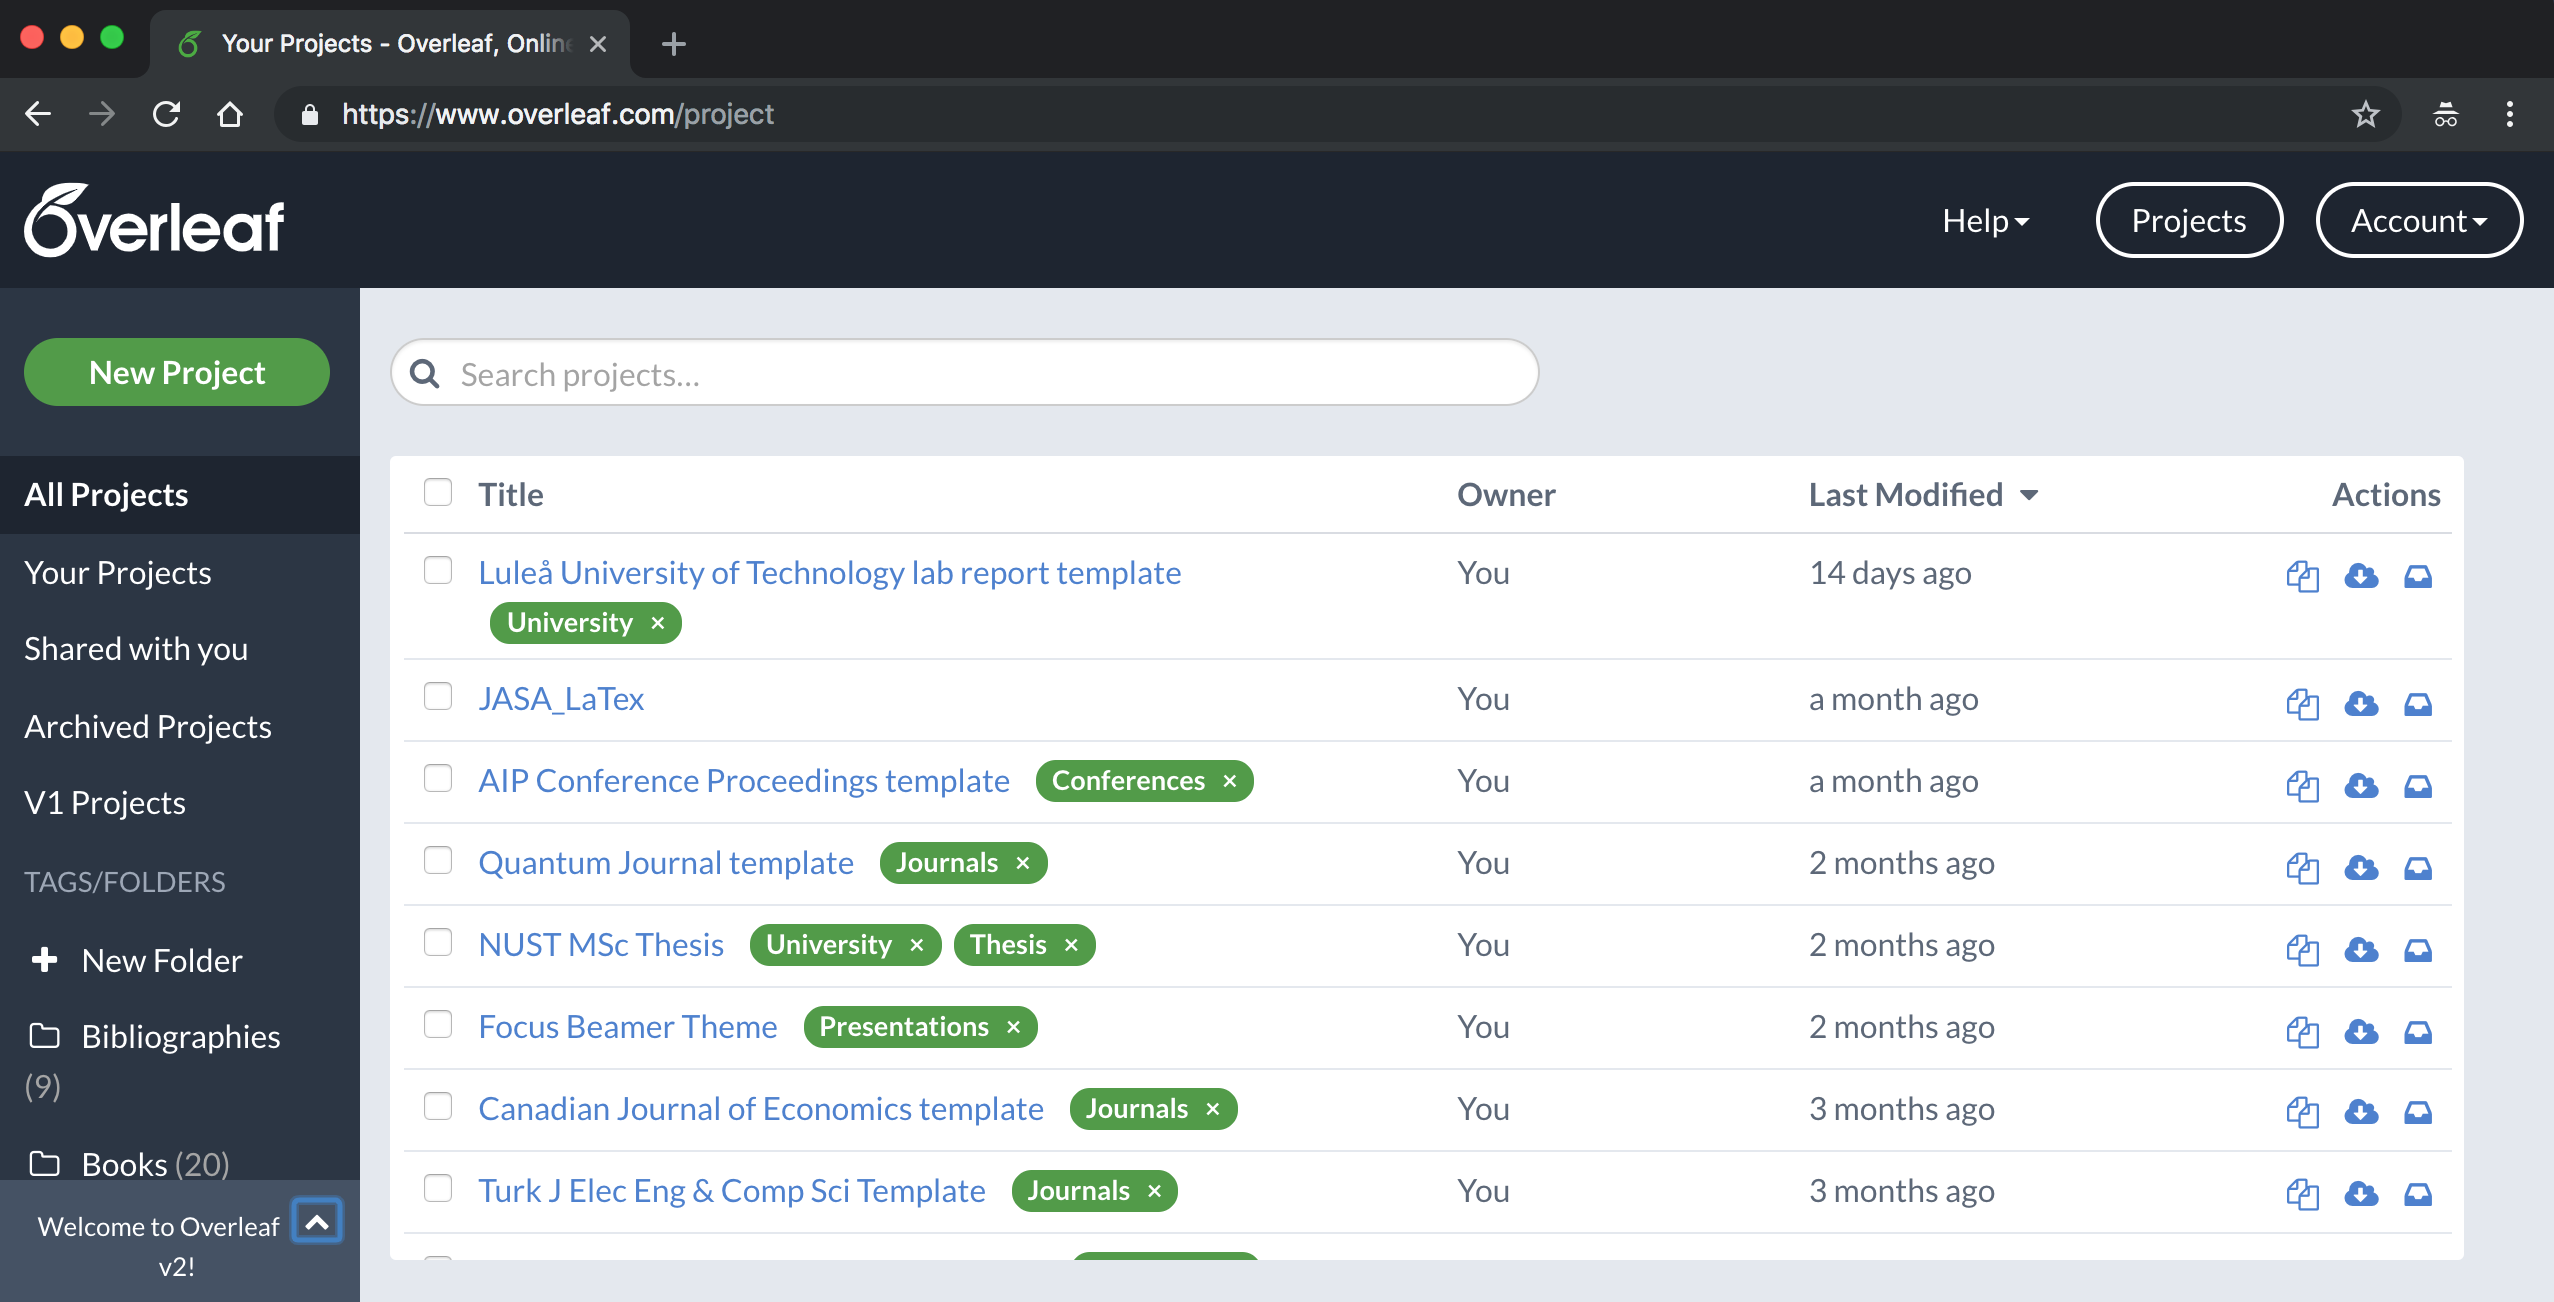 Your Projects - Overleaf, Online
https://www.overleaf.com/project
Overleaf
Help
Projects
Account
New Project
Search projects...
All Projects
Your Projects
Shared with you
Archived Projects
V1 Projects
TAGS/FOLDERS
New Folder
Bibliographies
(9)
Books (20)
Welcome to Overleaf
v2!
Title Owner Last Modified Actions
Luleå University of Technology lab report template You 14 days ago
University ×
JASA_LaTex You a month ago
AIP Conference Proceedings template Conferences × You a month ago
Quantum Journal template Journals × You 2 months ago
NUST MSc Thesis University × Thesis × You 2 months ago
Focus Beamer Theme Presentations × You 2 months ago
Canadian Journal of Economics template Journals × You 3 months ago
Turk J Elec Eng & Comp Sci Template Journals × You 3 months ago